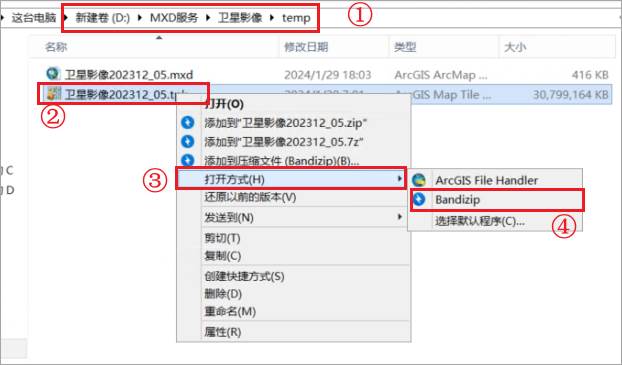 这台电脑 › 新建卷 (D:) › MXD服务 › 卫星影像 › temp ①
名称 修改日期 类型 大小
卫星影像202312_05.mxd 2024/1/29 18:03 ArcGIS ArcMap ... 416 KB
卫星影像202312_05. ArcGIS Map Tile ... 30,799,164 KB
②
打开(O)
添加到"卫星影像202312_05.zip"
添加到"卫星影像202312_05.7z"
添加到压缩文件 (Bandizip)(B)...
③ 打开方式(H)
ArcGIS File Handler
还原以前的版本(V)
Bandizip
④
发送到(N)
选择默认程序(C)...
剪切(T)
复制(C)
创建快捷方式(S)
删除(D)
重命名(M)
属性(R)
C
D